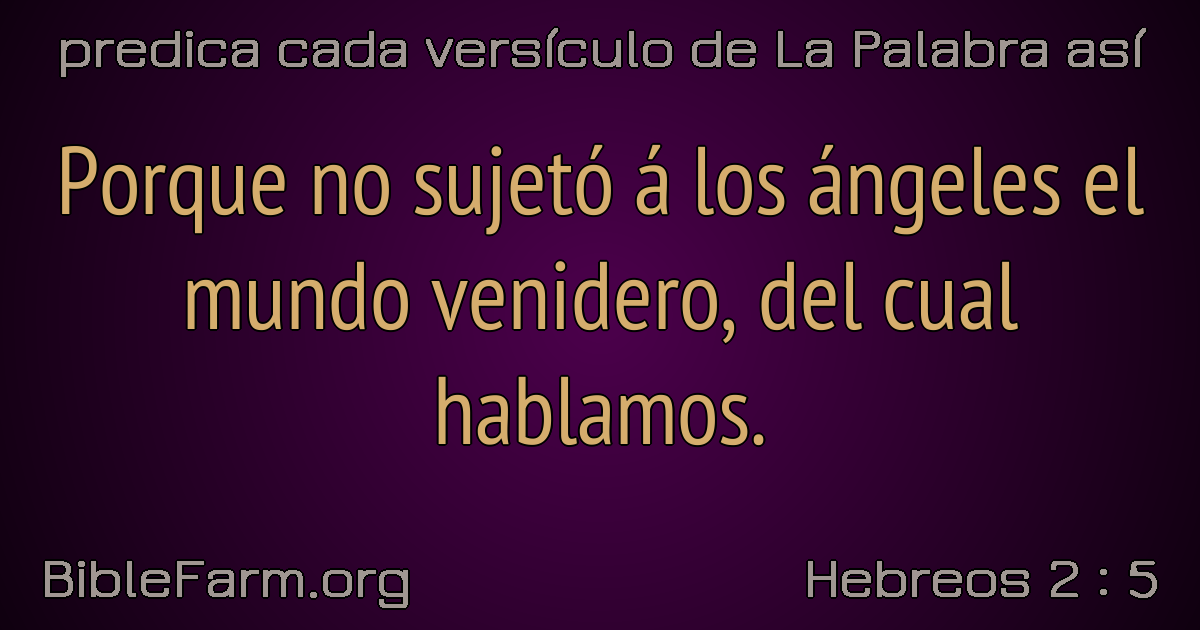 predica cada versículo de La Palabra así
Porque no sujetó á los ángeles el
mundo venidero, del cual
hablamos.
BibleFarm.org
Hebreos 2 : 5